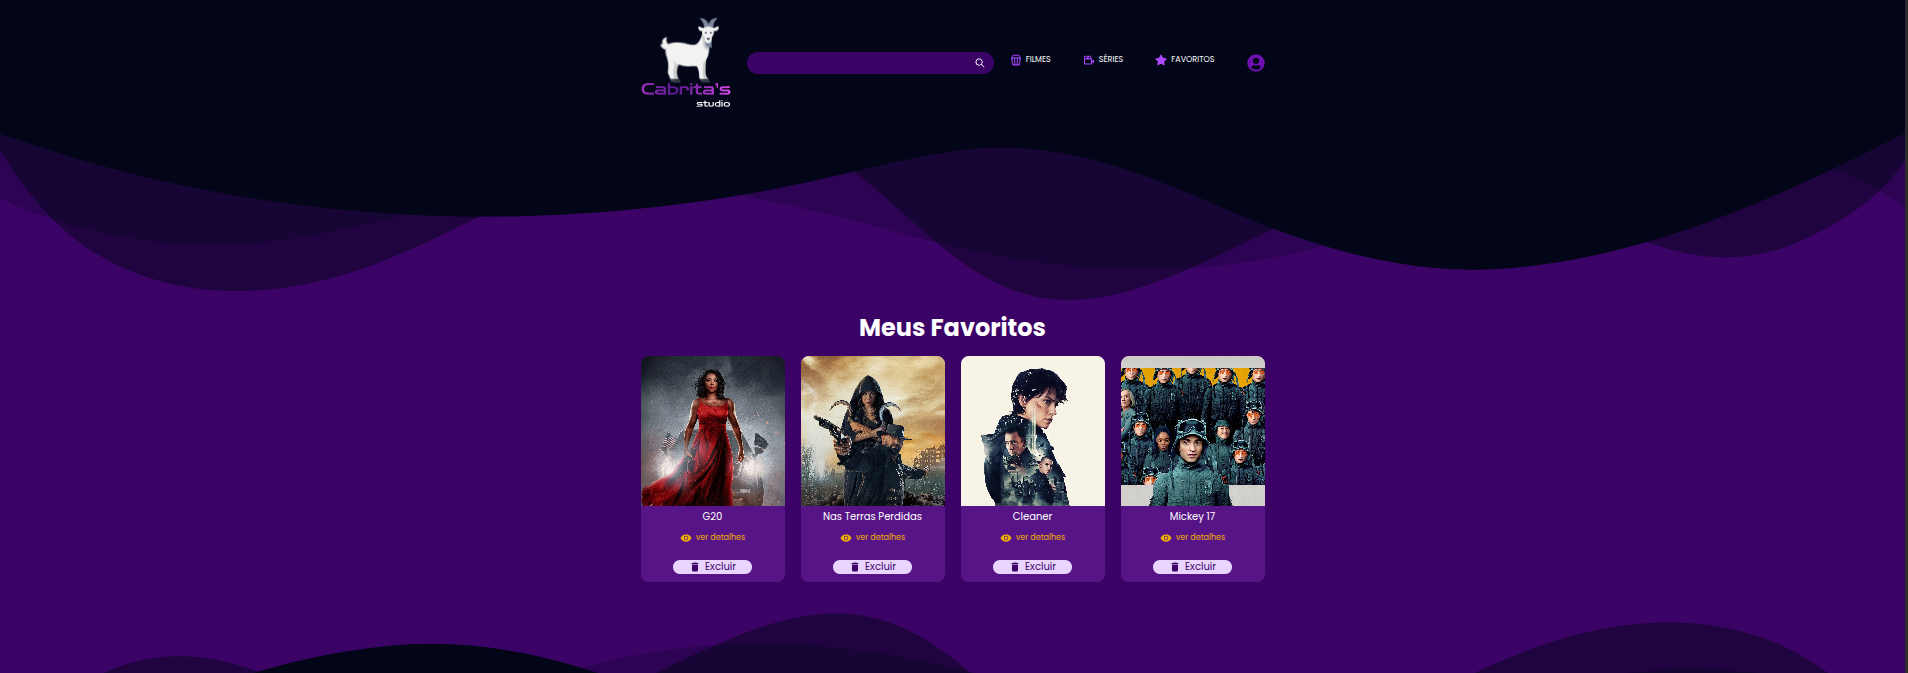 Cabrita's
studio
FILMES
SÉRIES
FAVORITOS
Meus Favoritos
G20
ver detalhes
Excluir
Nas Terras Perdidas
ver detalhes
Excluir
Cleaner
ver detalhes
Excluir
Mickey 17
ver detalhes
Excluir